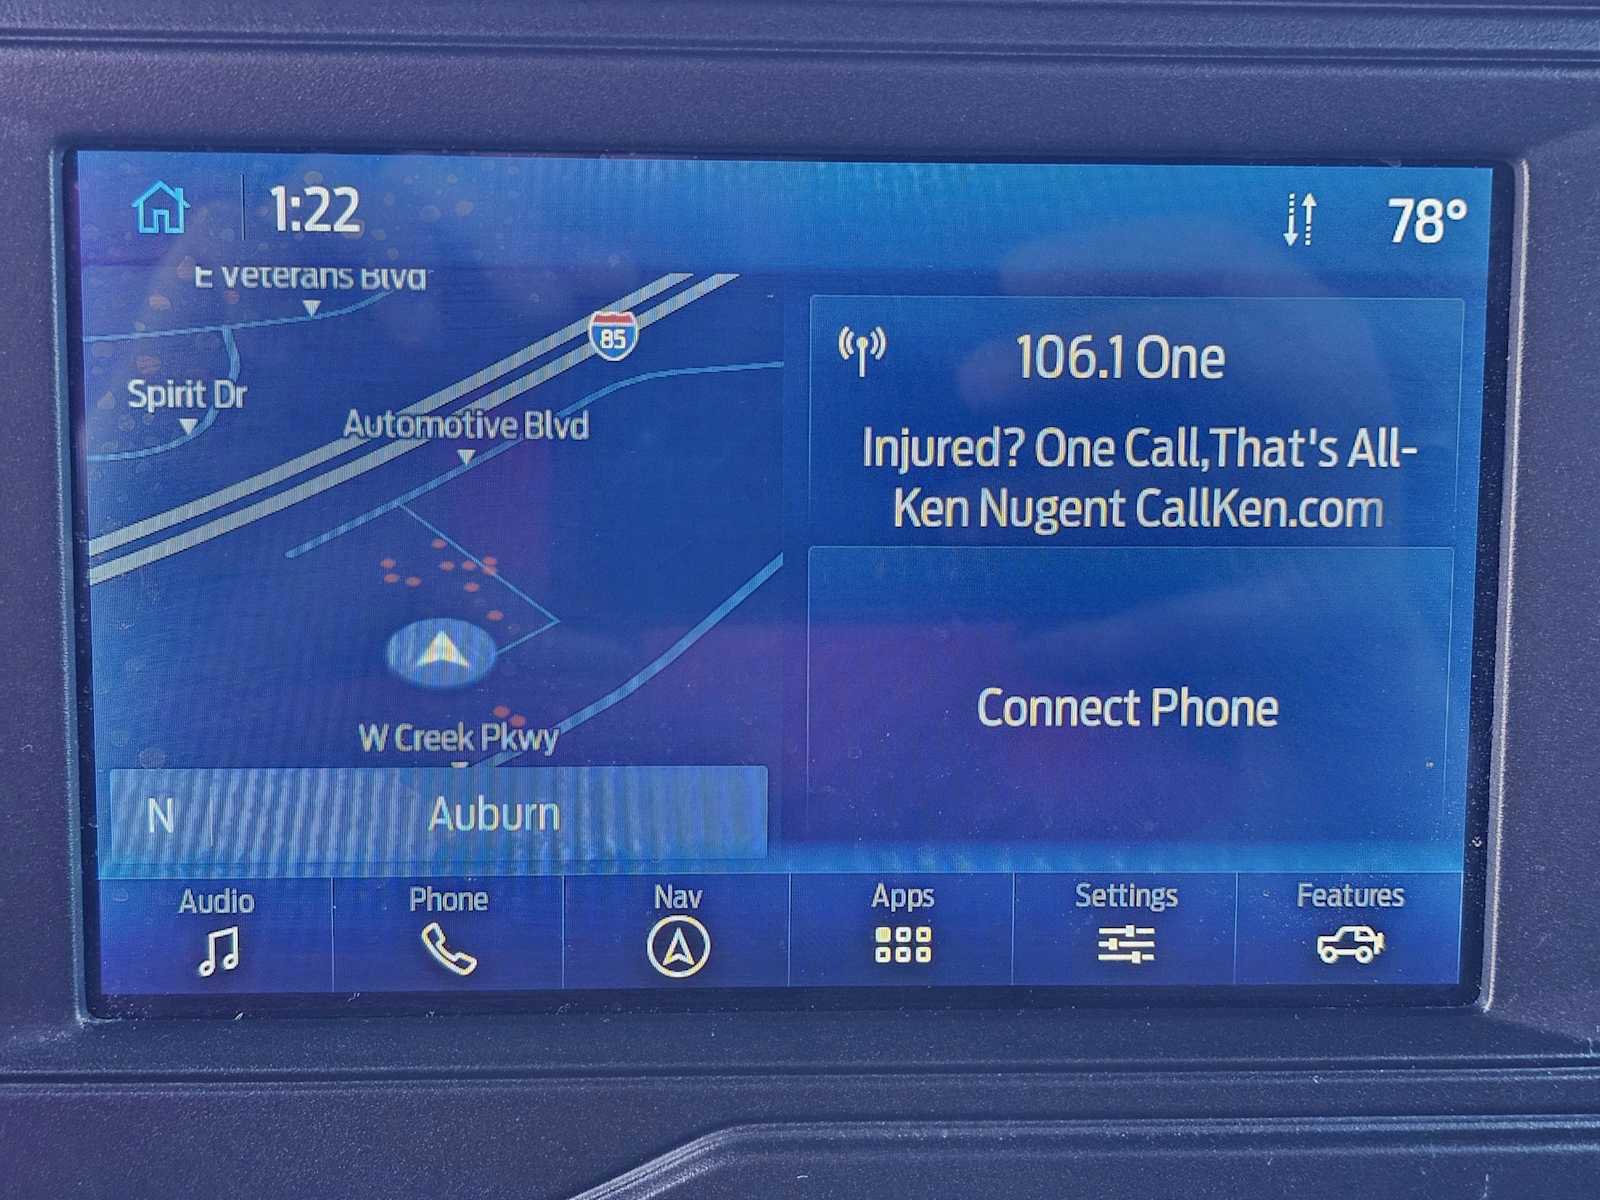 1:22
78°
E Veterans Blvd
85
Spirit Dr
Automotive Blvd
W Creek Pkwy
N
Auburn
106.1 One
Injured? One Call,That's All-
Ken Nugent CallKen.com
Connect Phone
Audio
Phone
Nav
Apps
Settings
Features